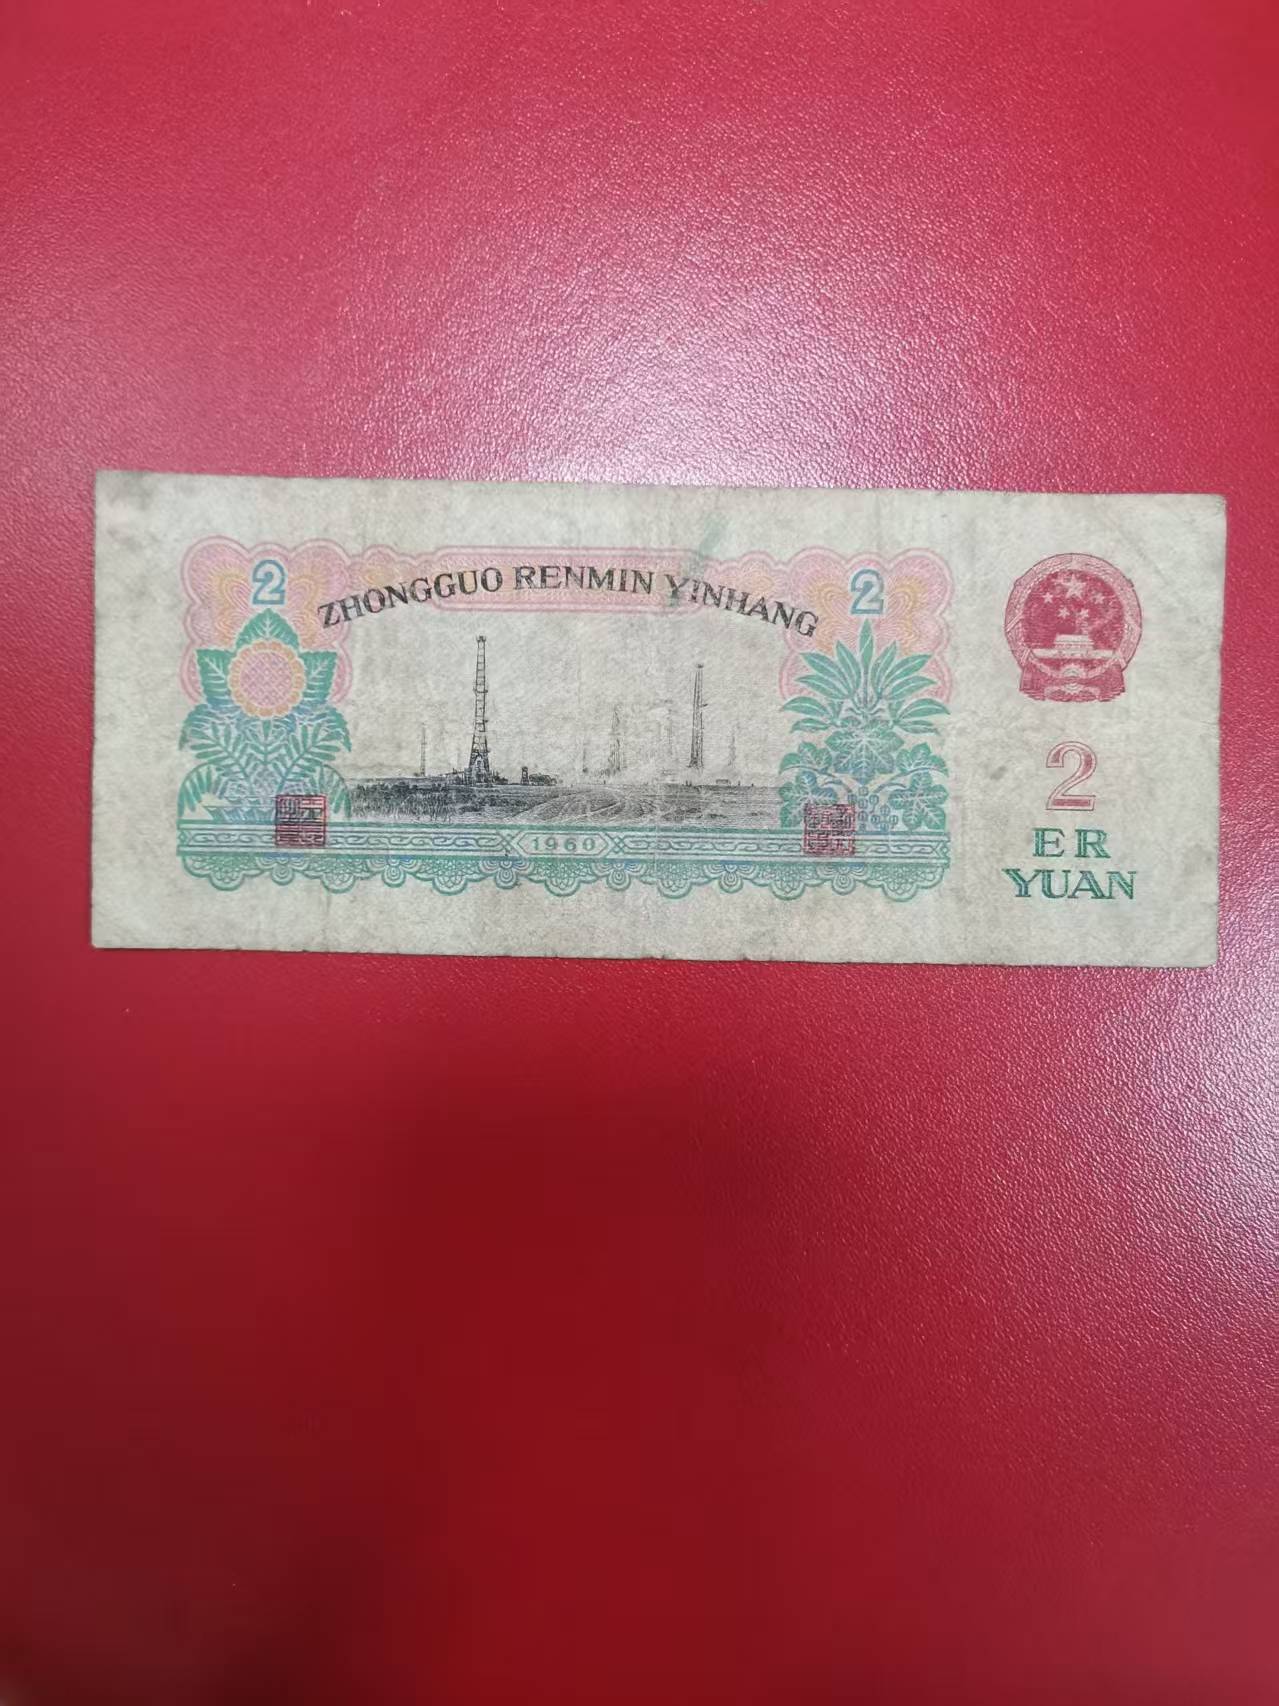 2
ZHONGGUO RENMIN YINHANG
2
1960
2
ER
YUAN